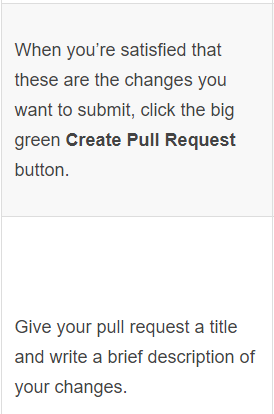 When you’re satisfied that
these are the changes you
want to submit, click the big
green Create Pull Request
button.
Give your pull request a title
and write a brief description of
your changes.